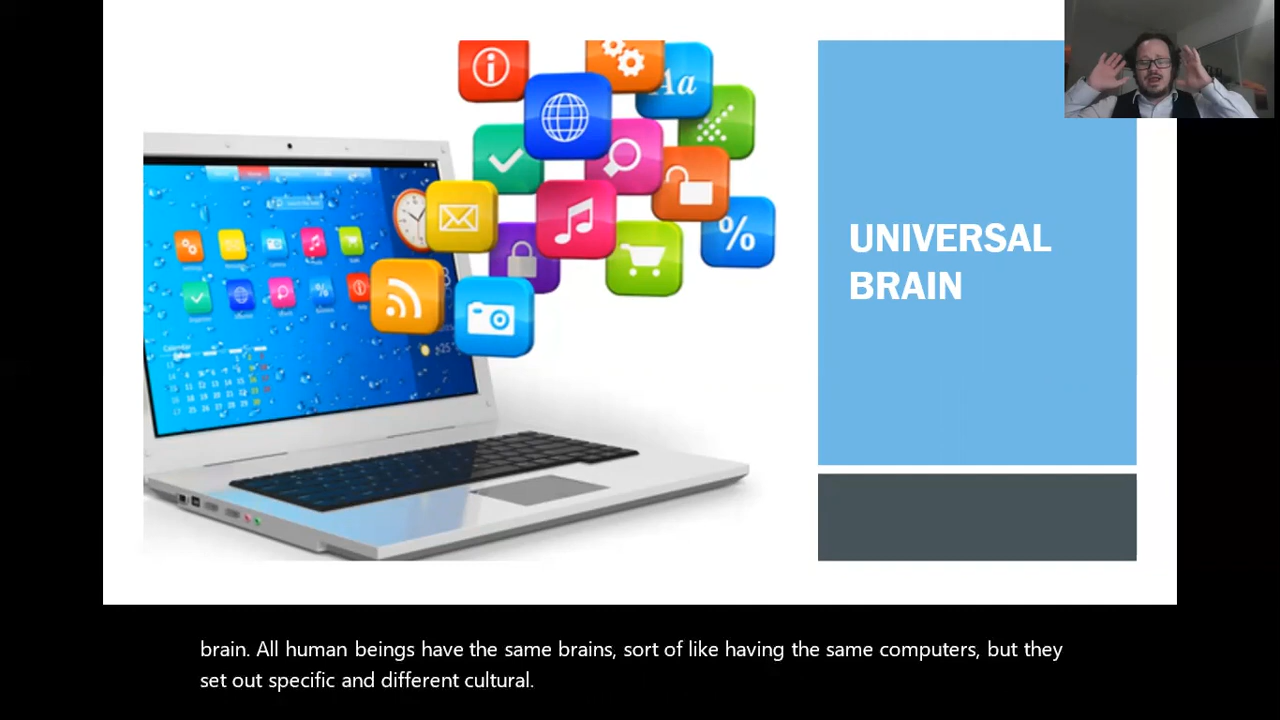 Aa
%
UNIVERSAL
BRAIN
brain. All human beings have the same brains, sort of like having the same computers, but they
set out specific and different cultural.